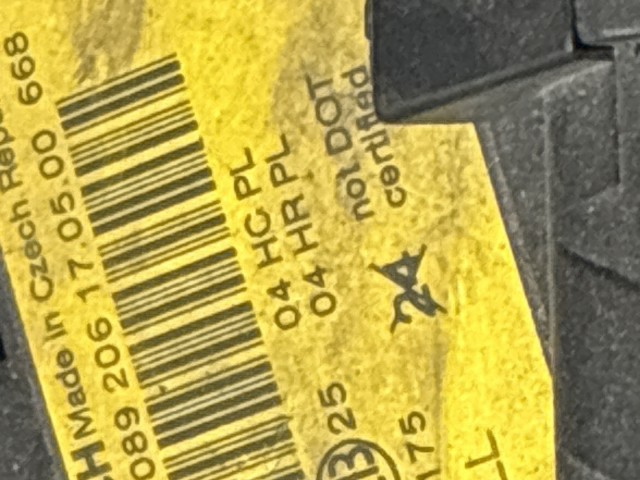 H Made in Czech Repu
089 206 17.05.00 668
04 HC PL
04 HR PL
not DOT
certified
24
25
175